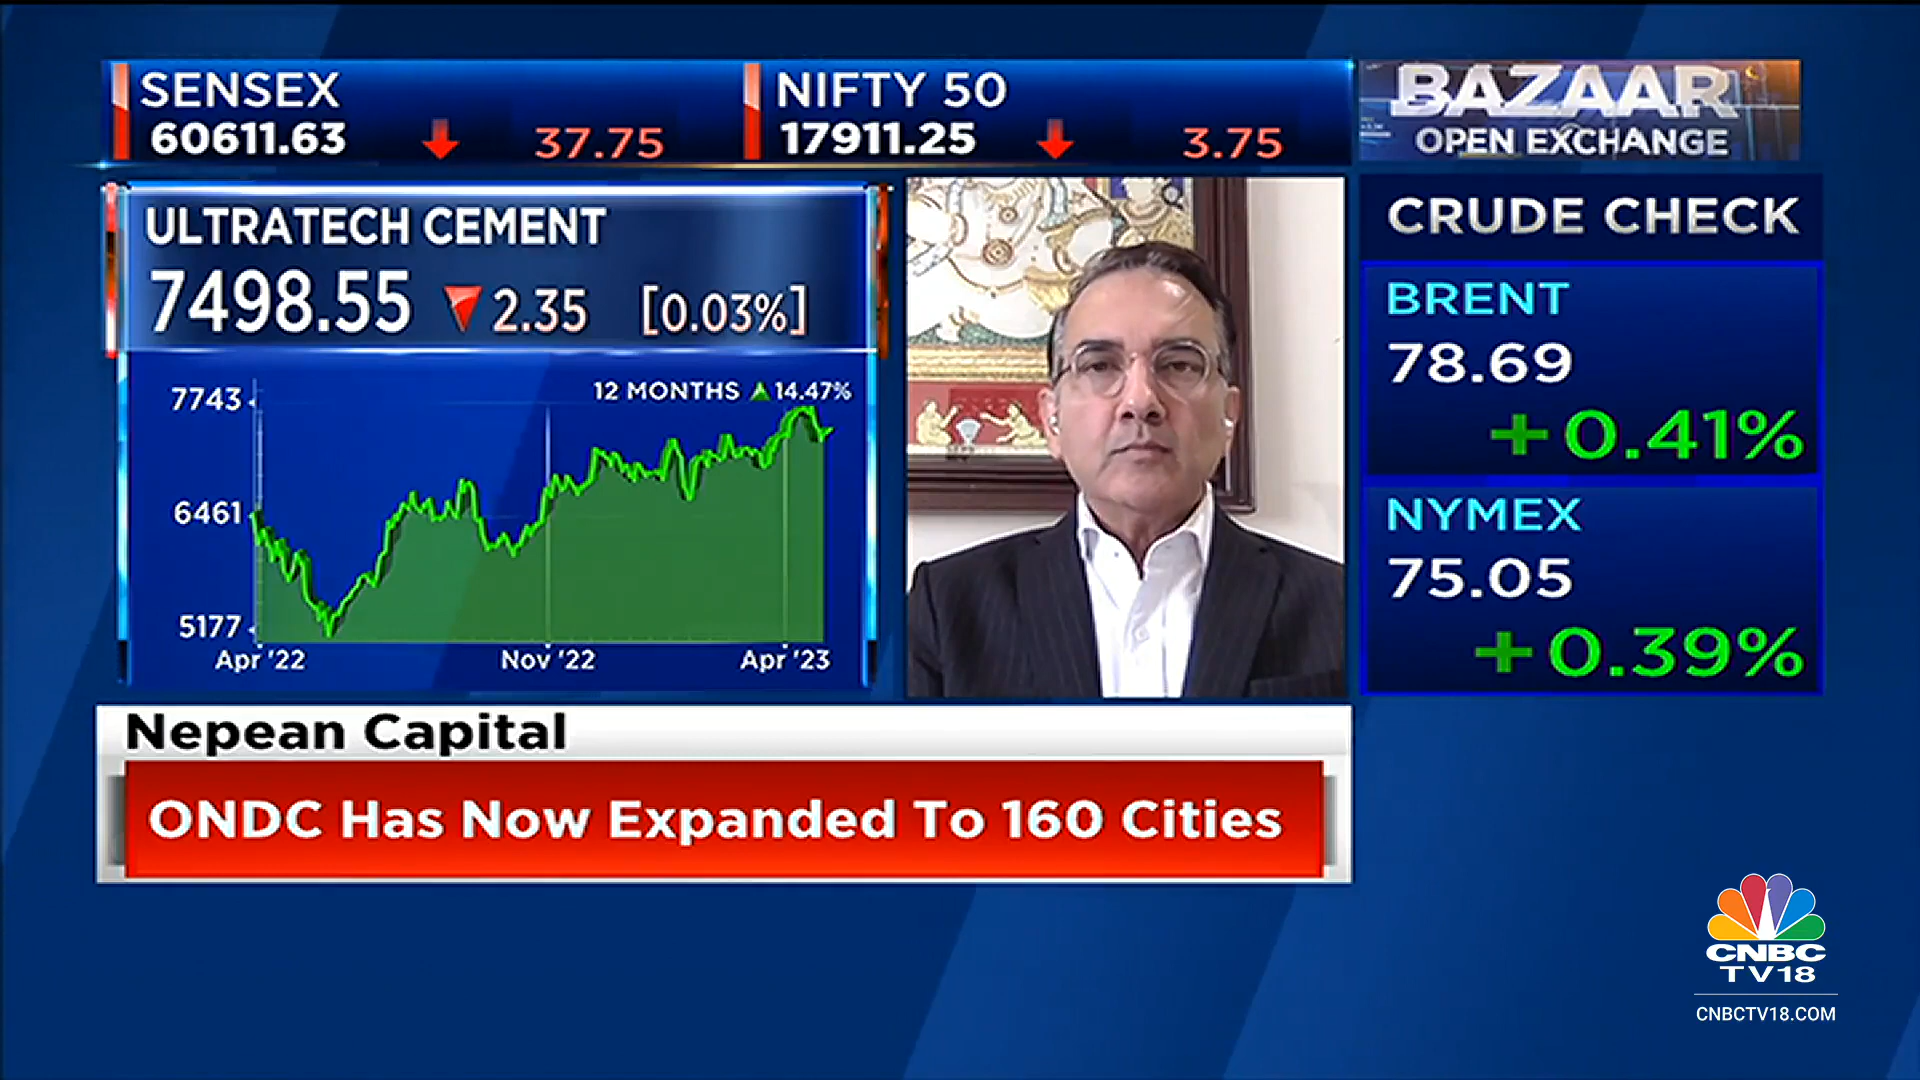 SENSEX
60611.63 37.75
NIFTY 50
17911.25 3.75
BAZAAR
OPEN EXCHANGE
ULTRATECH CEMENT
7498.55 ▼ 2.35 [0.03%]
12 MONTHS ▲ 14.47%
7743
6461
5177
Apr '22 Nov '22 Apr '23
CRUDE CHECK
BRENT
78.69
+0.41%
NYMEX
75.05
+0.39%
Nepean Capital
ONDC Has Now Expanded To 160 Cities
CNBC
TV18
CNBCTV18.COM